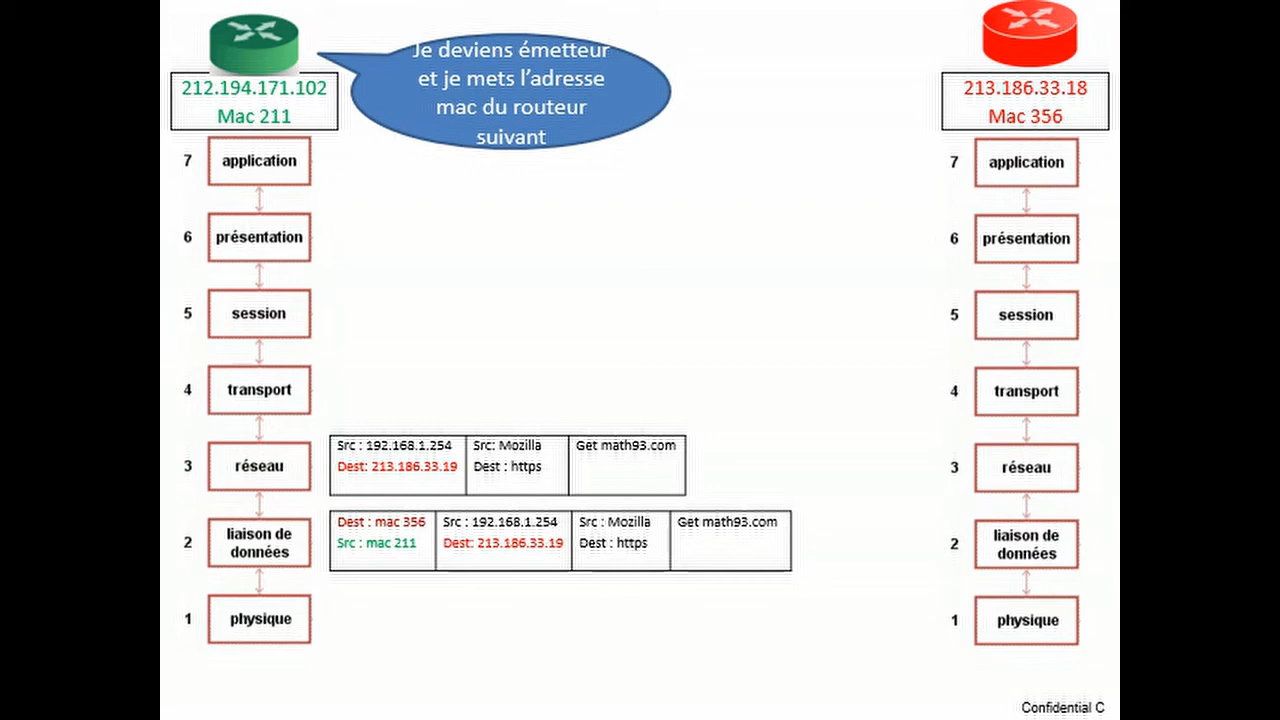 Je deviens émetteur
et je mets l’adresse
mac du routeur
suivant
212.194.171.102
Mac 211
213.186.33.18
Mac 356
7 application
6 présentation
5 session
4 transport
3 réseau
2 liaison de
données
1 physique
Src : 192.168.1.254 Src: Mozilla Get math93.com
Dest: 213.186.33.19 Dest : https
Dest : mac 356 Src : 192.168.1.254 Src : Mozilla Get math93.com
Src : mac 211 Dest: 213.186.33.19 Dest : https
7 application
6 présentation
5 session
4 transport
3 réseau
2 liaison de
données
1 physique
Confidential C